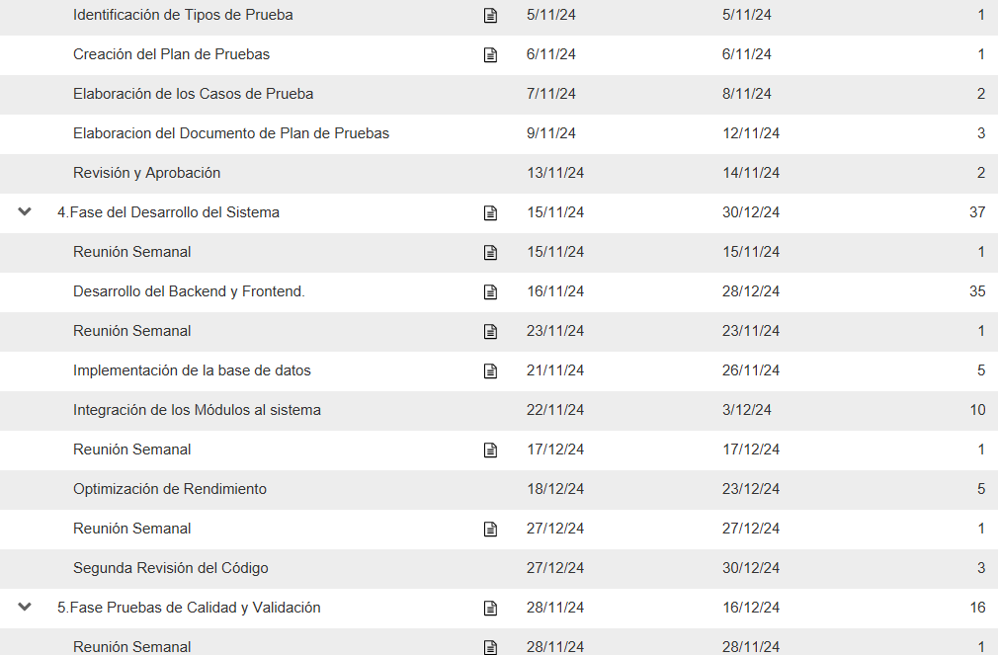 Identificación de Tipos de Prueba 5/11/24 5/11/24 1
Creación del Plan de Pruebas 6/11/24 6/11/24 1
Elaboración de los Casos de Prueba 7/11/24 8/11/24 2
Elaboracion del Documento de Plan de Pruebas 9/11/24 12/11/24 3
Revisión y Aprobación 13/11/24 14/11/24 2
4.Fase del Desarrollo del Sistema 15/11/24 30/12/24 37
Reunión Semanal 15/11/24 15/11/24 1
Desarrollo del Backend y Frontend. 16/11/24 28/12/24 35
Reunión Semanal 23/11/24 23/11/24 1
Implementación de la base de datos 21/11/24 26/11/24 5
Integración de los Módulos al sistema 22/11/24 3/12/24 10
Reunión Semanal 17/12/24 17/12/24 1
Optimización de Rendimiento 18/12/24 23/12/24 5
Reunión Semanal 27/12/24 27/12/24 1
Segunda Revisión del Código 27/12/24 30/12/24 3
5.Fase Pruebas de Calidad y Validación 28/11/24 16/12/24 16
Reunión Semanal 28/11/24 28/11/24 1